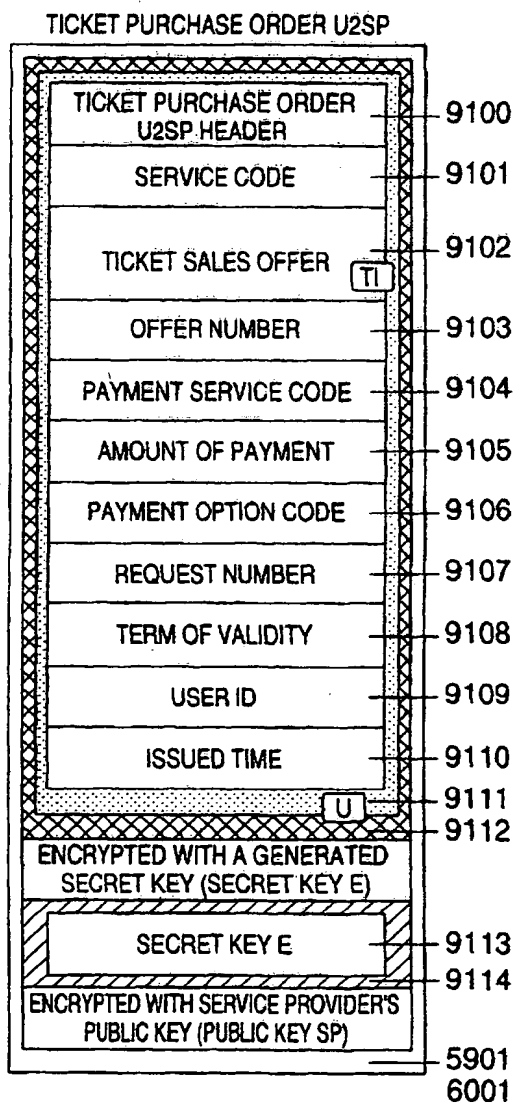 TICKET PURCHASE ORDER U2SP
TICKET PURCHASE ORDER
U2SP HEADER
9100
SERVICE CODE
9101
TICKET SALES OFFER
9102
TI
OFFER NUMBER
9103
PAYMENT SERVICE CODE
9104
AMOUNT OF PAYMENT
9105
PAYMENT OPTION CODE
9106
REQUEST NUMBER
9107
TERM OF VALIDITY
9108
USER ID
9109
ISSUED TIME
9110
U
9111
9112
ENCRYPTED WITH A GENERATED
SECRET KEY (SECRET KEY E)
SECRET KEY E
9113
9114
ENCRYPTED WITH SERVICE PROVIDER'S
PUBLIC KEY (PUBLIC KEY SP)
5901
6001